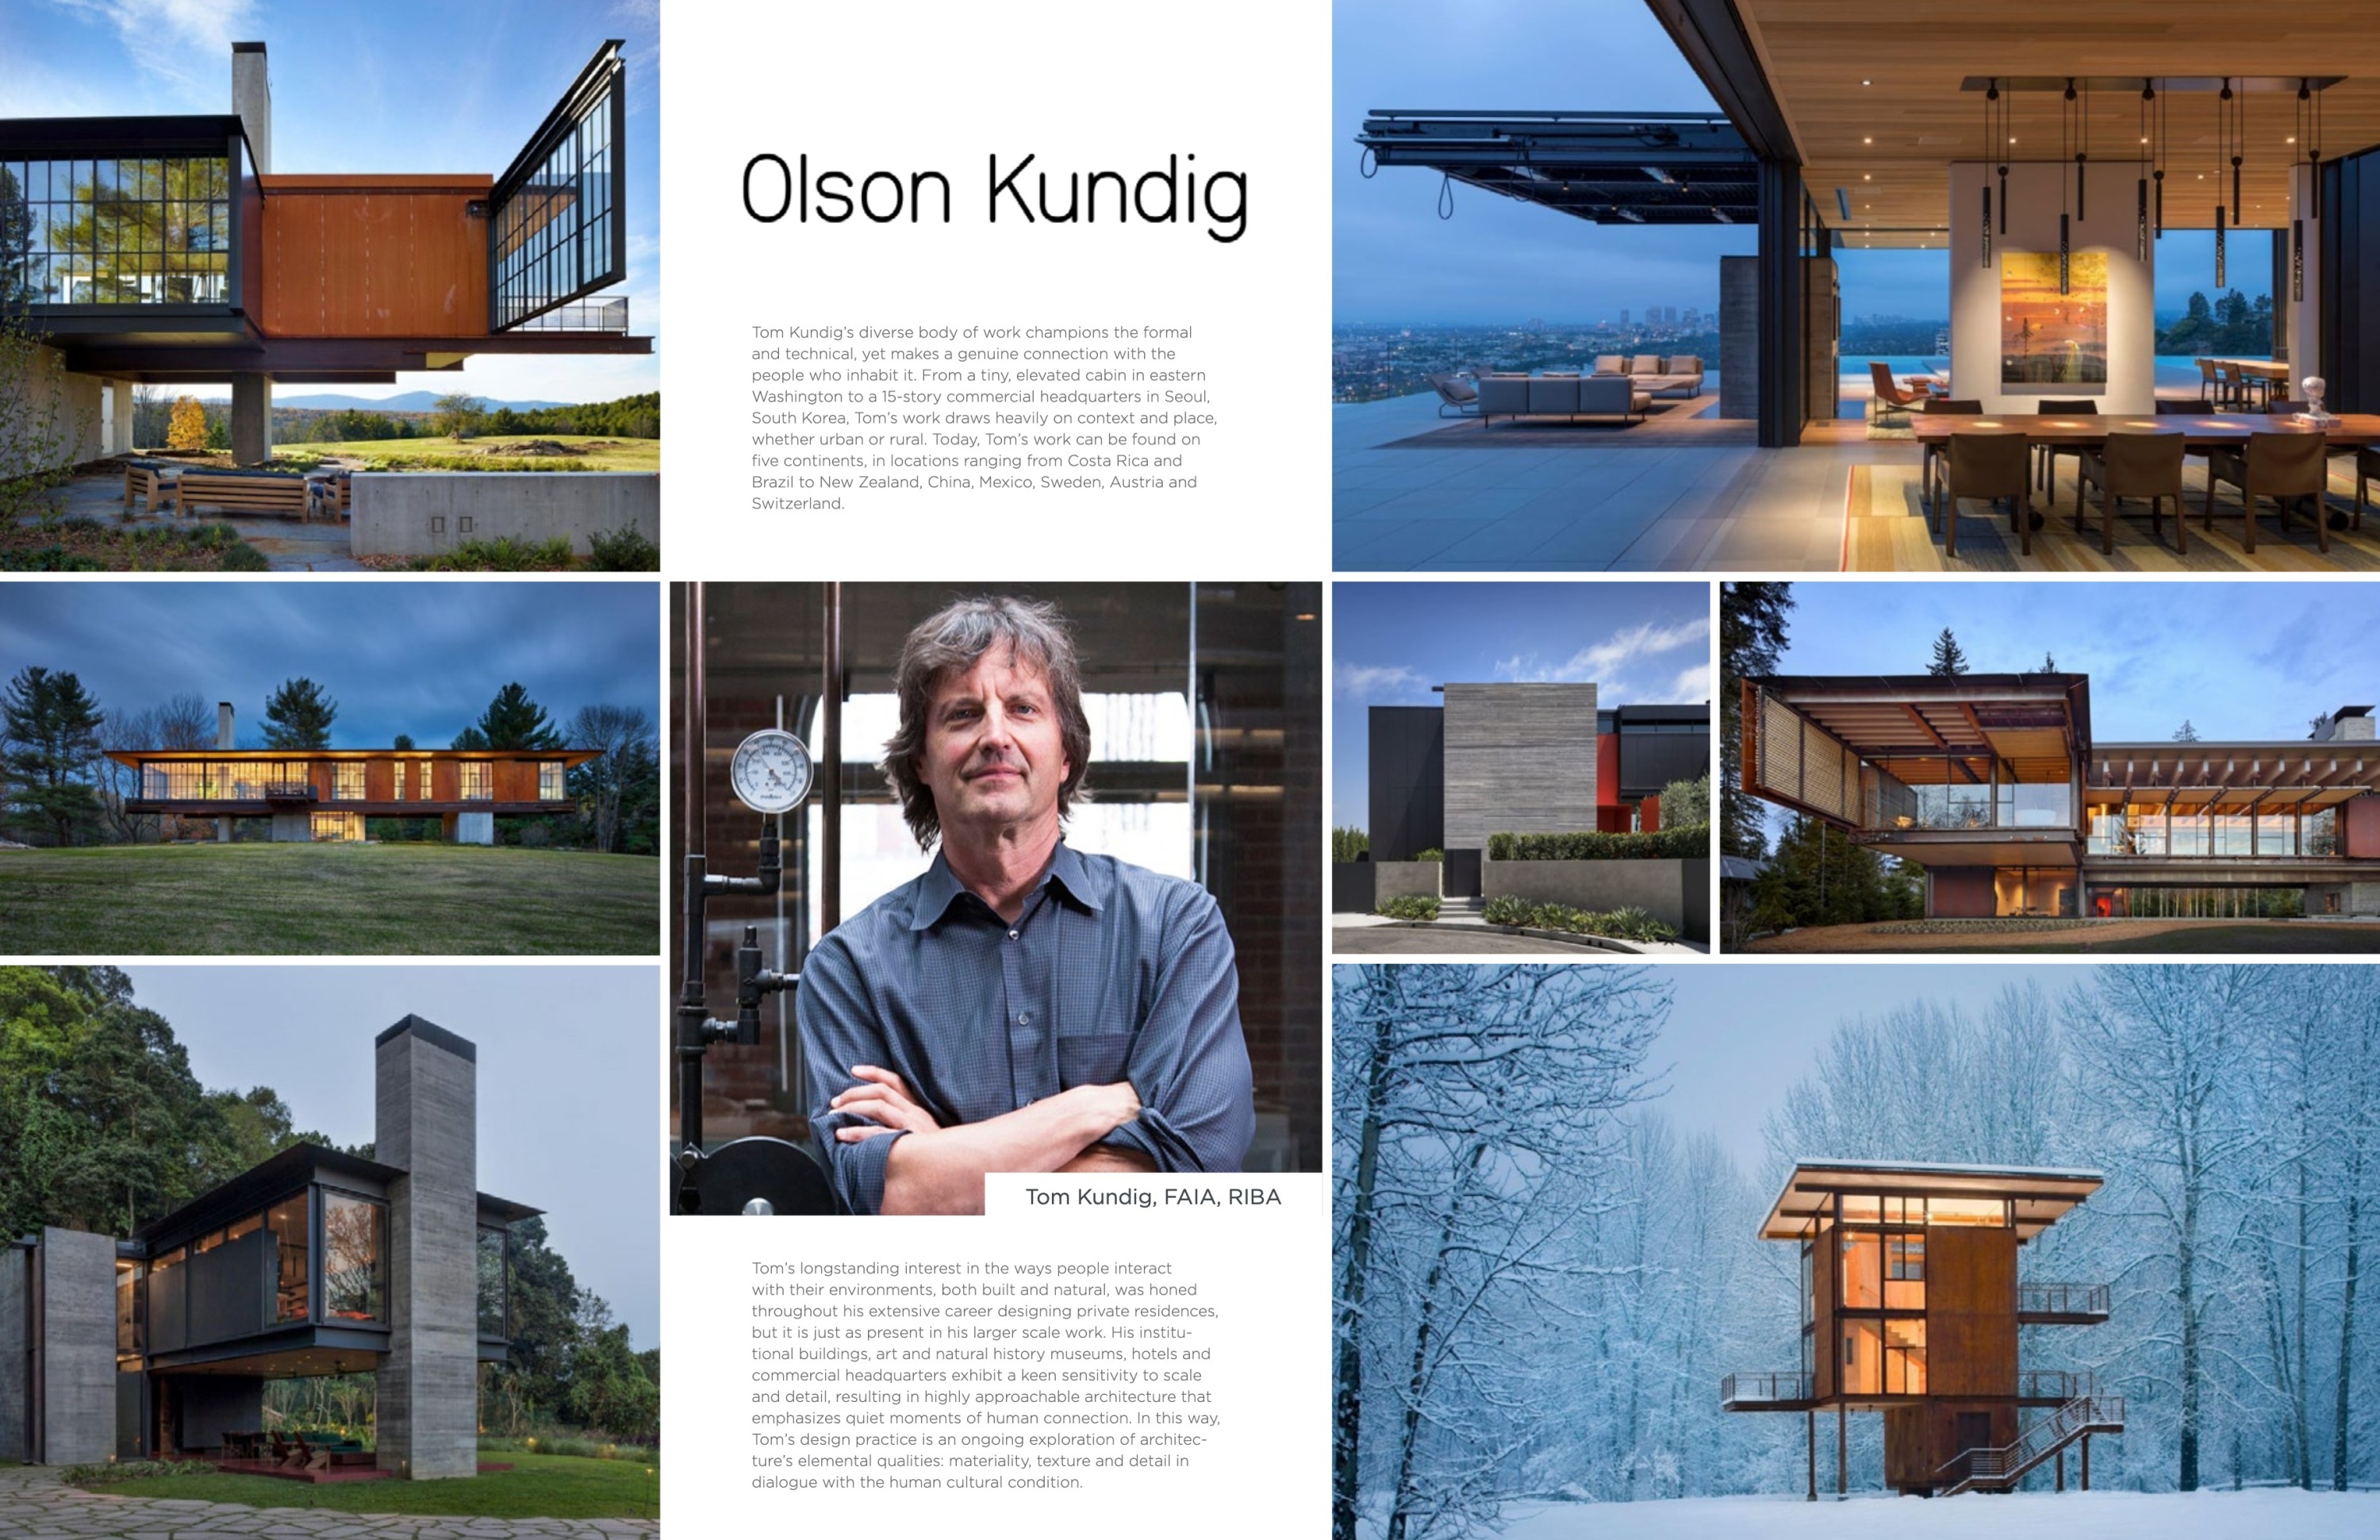 Olson Kundig
Tom Kundig’s diverse body of work champions the formal
and technical, yet makes a genuine connection with the
people who inhabit it. From a tiny, elevated cabin in eastern
Washington to a 15-story commercial headquarters in Seoul,
South Korea, Tom’s work draws heavily on context and place,
whether urban or rural. Today, Tom’s work can be found on
five continents, in locations ranging from Costa Rica and
Brazil to New Zealand, China, Mexico, Sweden, Austria and
Switzerland.
Tom Kundig, FAIA, RIBA
Tom’s longstanding interest in the ways people interact
with their environments, both built and natural, was honed
throughout his extensive career designing private residences,
but it is just as present in his larger scale work. His institu-
tional buildings, art and natural history museums, hotels and
commercial headquarters exhibit a keen sensitivity to scale
and detail, resulting in highly approachable architecture that
emphasizes quiet moments of human connection. In this way,
Tom’s design practice is an ongoing exploration of architec-
ture’s elemental qualities: materiality, texture and detail in
dialogue with the human cultural condition.